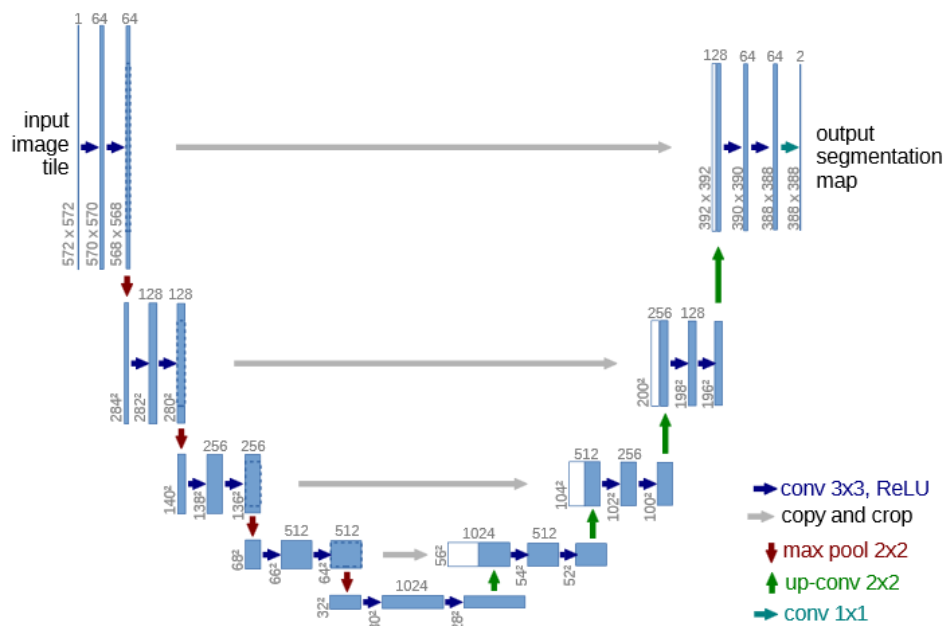 1
64
64
128
64
64
2
input
image
tile
output
segmentation
map
572 x 572
570 x 570
568 x 568
392 x 392
390 x 390
388 x 388
388 x 388
128
128
256
128
284²
282²
280²
200²
198²
196²
256
256
512
256
140²
138²
136²
104²
102²
100²
512
512
1024
512
68²
66²
64²
56²
54²
52²
1024
32²
conv 3x3, ReLU
copy and crop
max pool 2x2
up-conv 2x2
conv 1x1